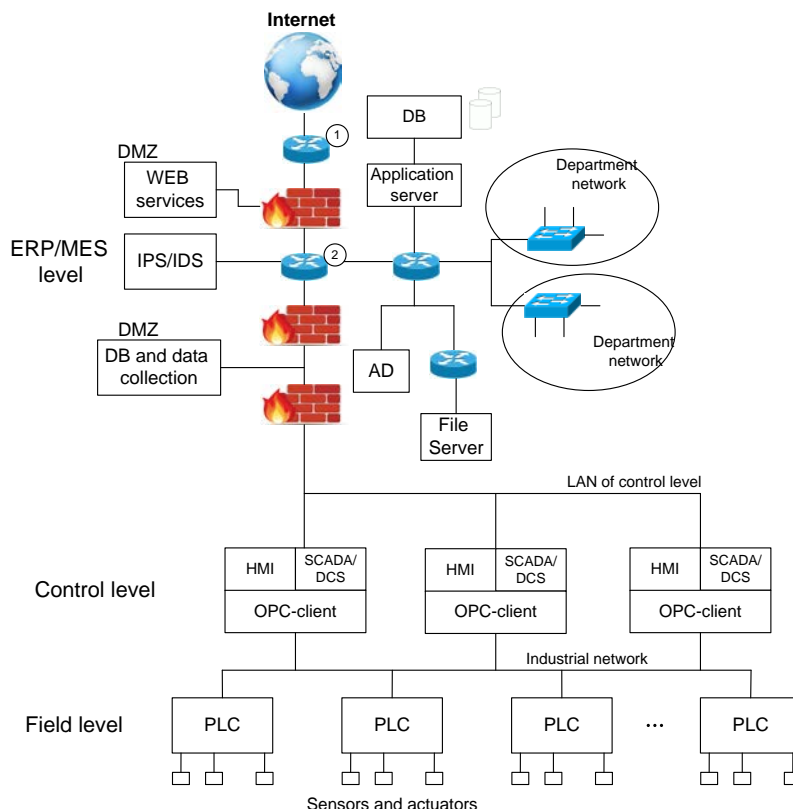 Internet
1
DB
DMZ
WEB
services
Application
server
Department
network
ERP/MES
level
IPS/IDS
2
DMZ
DB and data
collection
AD
File
Server
Department
network
LAN of control level
Control level
HMI
SCADA/
DCS
OPC-client
HMI
SCADA/
DCS
OPC-client
HMI
SCADA/
DCS
OPC-client
Industrial network
Field level
PLC
PLC
PLC
...
PLC
Sensors and actuators